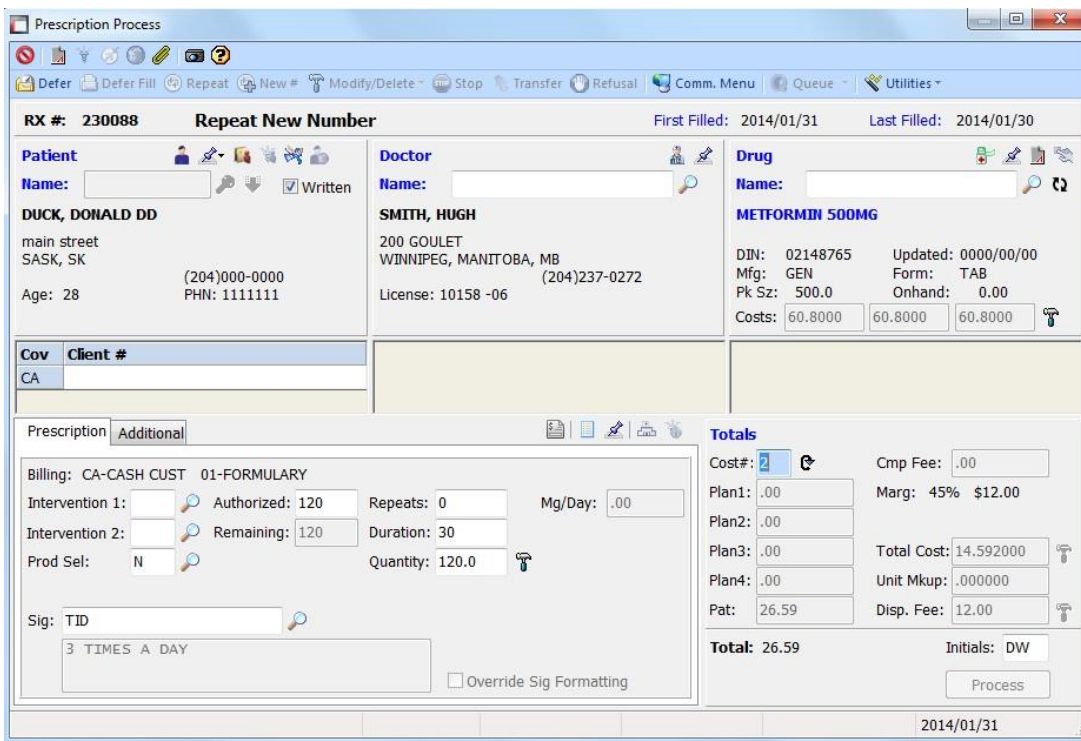 Prescription Process
Defer Defer Fill Repeat New # Modify/Delete Stop Transfer Refusal Comm. Menu Queue Utilities
RX #: 230088 Repeat New Number First Filled: 2014/01/31 Last Filled: 2014/01/30
Patient
Name: Written
DUCK, DONALD DD
main street
SASK, SK
(204)000-0000
Age: 28 PHN: 1111111
Doctor
Name:
SMITH, HUGH
200 GOULET
WINNIPEG, MANITOBA, MB
(204)237-0272
License: 10158 -06
Drug
Name:
METFORMIN 500MG
DIN: 02148765 Updated: 0000/00/00
Mfg: GEN Form: TAB
Pk Sz: 500.0 Onhand: 0.00
Costs: 60.8000 60.8000 60.8000
Cov Client #
CA
Prescription Additional
Billing: CA-CASH CUST 01-FORMULARY
Intervention 1: Authorized: 120 Repeats: 0 Mg/Day: .00
Intervention 2: Remaining: 120 Duration: 30
Prod Sel: N Quantity: 120.0
Sig: TID
3 TIMES A DAY
Override Sig Formatting
Totals
Cost#: 2 Cmp Fee: .00
Plan1: .00 Marg: 45% $12.00
Plan2: .00
Plan3: .00 Total Cost: 14.592000
Plan4: .00 Unit Mkup: .000000
Pat: 26.59 Disp. Fee: 12.00
Total: 26.59 Initials: DW
Process
2014/01/31